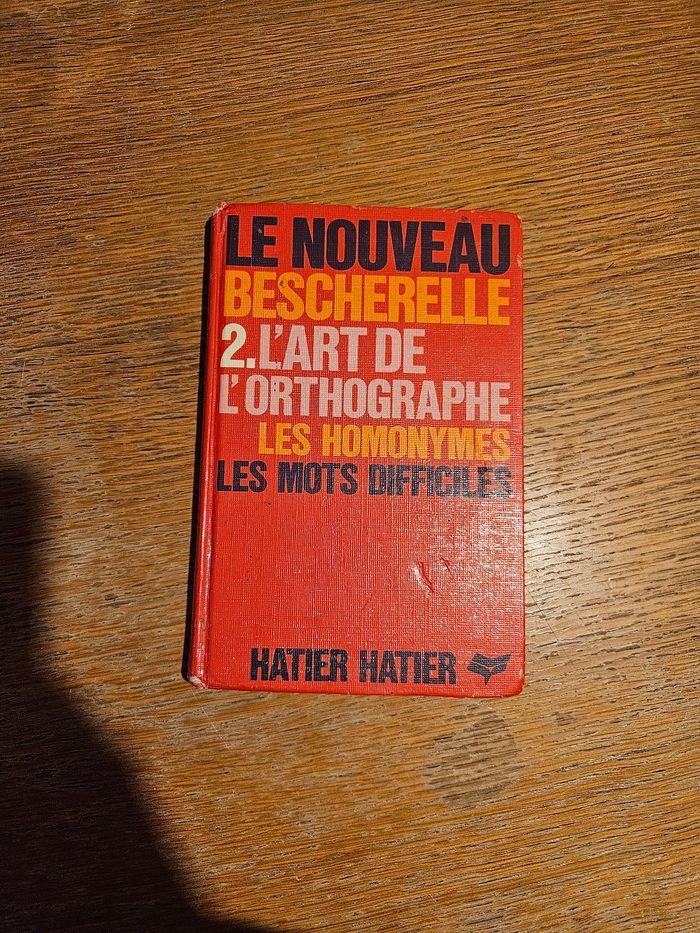 LE NOUVEAU
BESCHERELLE
2. L'ART DE
L'ORTHOGRAPHE
LES HOMONYMES
LES MOTS DIFFICILES
HATIER HATIER